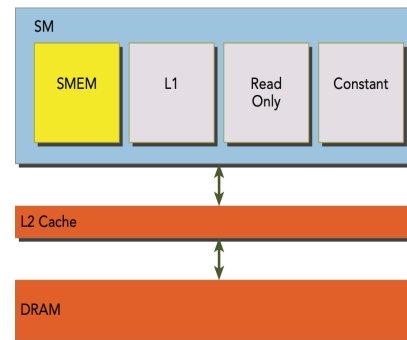 SM
SMEM
L1
Read
Only
Constant
L2 Cache
DRAM